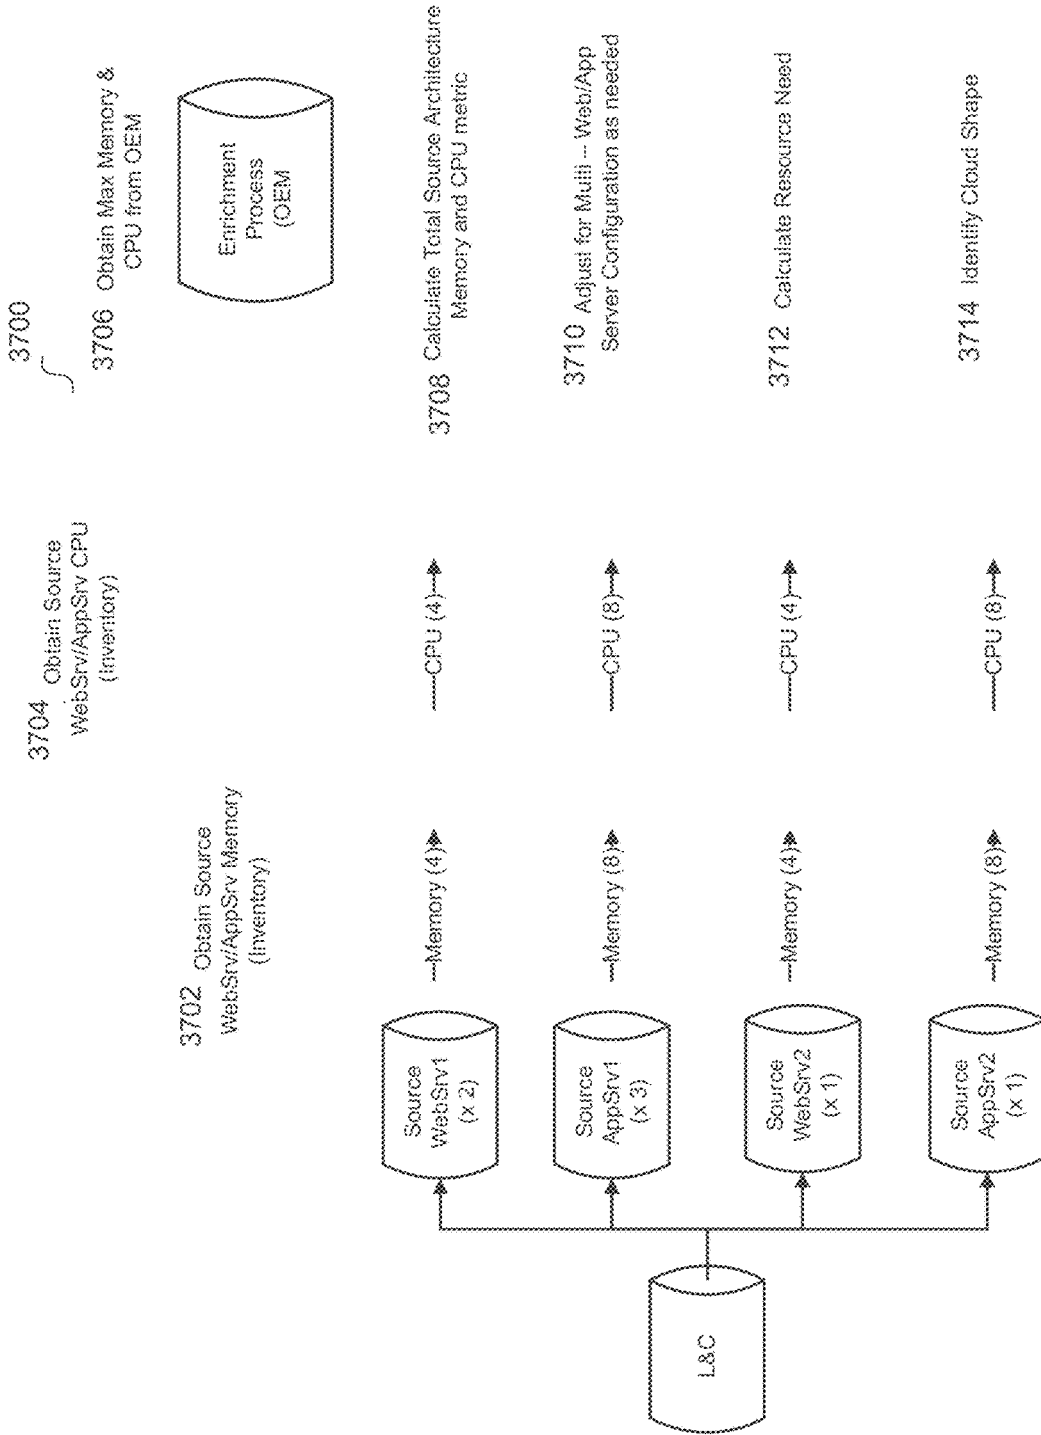 3700
3702 Obtain Source
WebSrv/AppSrv Memory
(Inventory)
3704 Obtain Source
WebSrv/AppSrv CPU
(Inventory)
3706 Obtain Max Memory &
CPU from OEM
Enrichment
Process
(OEM
3708 Calculate Total Source Architecture
Memory and CPU metric
3710 Adjust for Multi – Web/App
Server Configuration as needed
3712 Calculate Resource Need
3714 Identify Cloud Shape
L&C
Source
WebSrv1
(x 2)
Memory (4)
CPU (4)
Source
AppSrv1
(x 3)
Memory (8)
CPU (8)
Source
WebSrv2
(x 1)
Memory (4)
CPU (4)
Source
AppSrv2
(x 1)
Memory (8)
CPU (8)